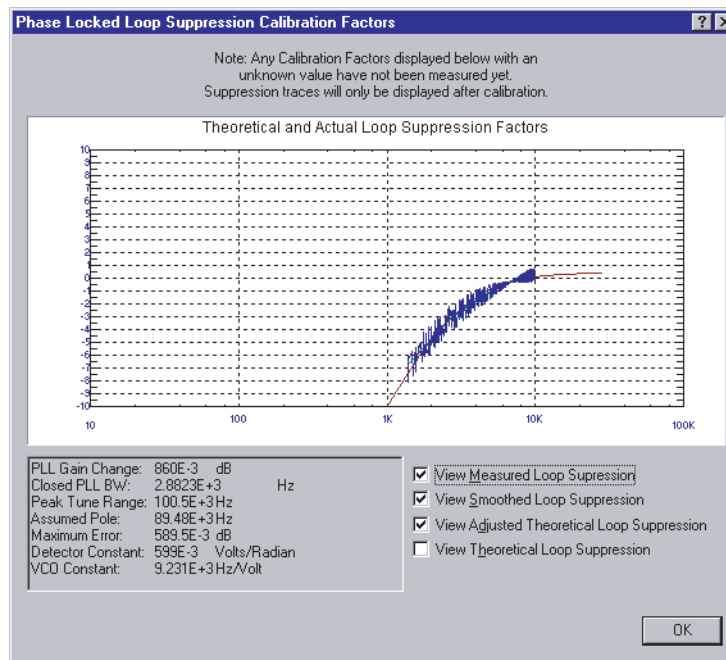 Phase Locked Loop Suppression Calibration Factors
Note: Any Calibration Factors displayed below with an
unknown value have not been measured yet.
Suppression traces will only be displayed after calibration.
Theoretical and Actual Loop Suppression Factors
10
9
8
7
6
5
4
3
2
1
0
-1
-2
-3
-4
-5
-6
-7
-8
-9
-10
10 100 1K 10K 100K
PLL Gain Change: 860E-3 dB
Closed PLL BW: 2.8823E+3 Hz
Peak Tune Range: 100.5E+3 Hz
Assumed Pole: 89.48E+3 Hz
Maximum Error: 589.5E-3 dB
Detector Constant: 599E-3 Volts/Radian
VCO Constant: 9.231E+3 Hz/Volt
View Measured Loop Supression
View Smoothed Loop Supression
View Adjusted Theoretical Loop Supression
View Theoretical Loop Supression
OK